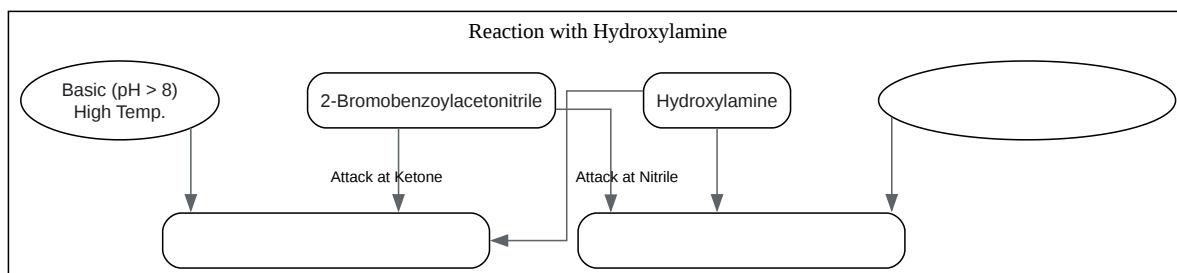 Reaction with Hydroxylamine
Basic (pH > 8)
High Temp.
2-Bromobenzoylacetonitrile
Hydroxylamine
Attack at Ketone
Attack at Nitrile